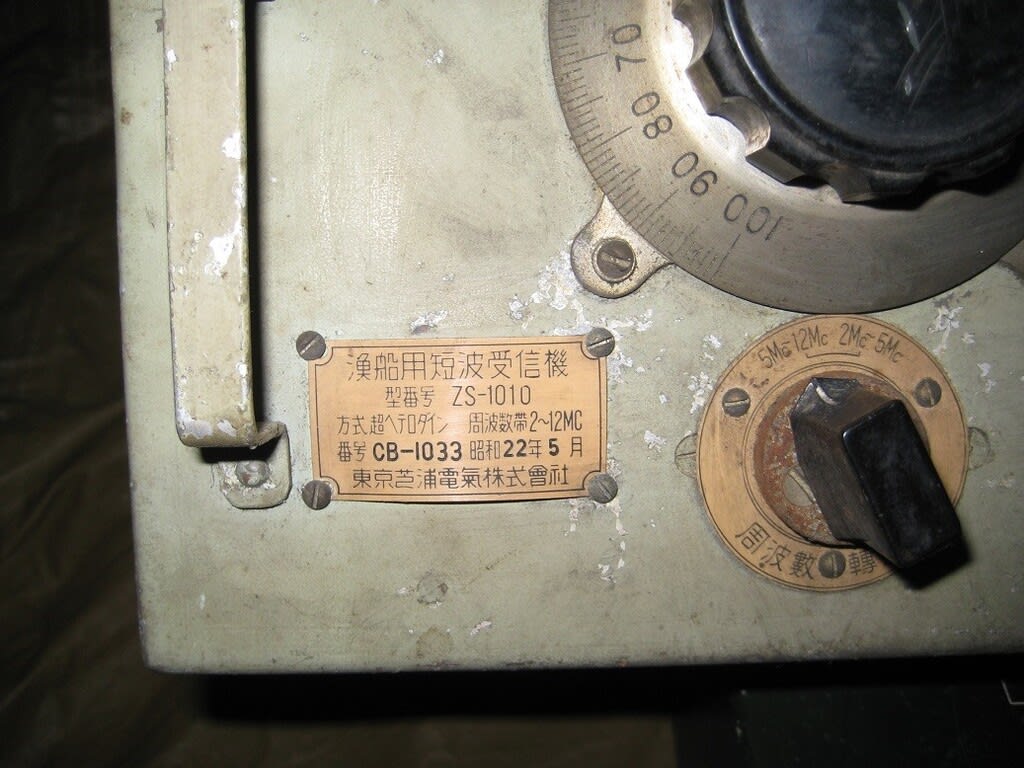 70
80
90
100
漁船用短波受信機
型番号 ZS-1010
方式 超ヘテロダイン 周波数帯2~12MC
番号 CB-1033 昭和22年5月
東京芝浦電氣株式會社
5Mc~12Mc 2Mc~5Mc
周波數 轉